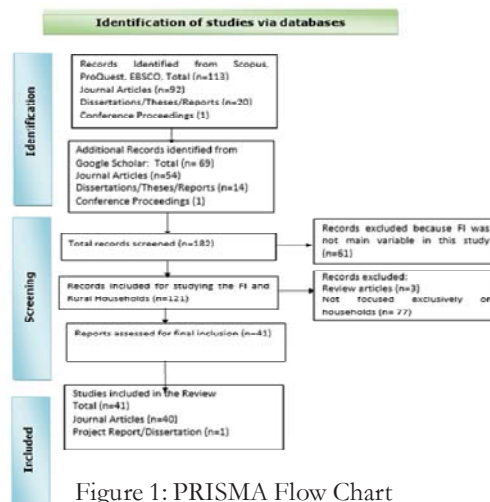 Identification of studies via databases
Identification
Records Identified from Scopus,
ProQuest, EBSCO, Total (n=113)
Journal Articles (n=92)
Dissertations/Theses/Reports (n=20)
Conference Proceedings (1)
Additional Records identified from
Google Scholar: Total (n= 69)
Journal Articles (n=54)
Dissertations/Theses/Reports (n=14)
Conference Proceedings (1)
Screening
Total records screened (n=182)
Records excluded because FI was
not main variable in this study
(n=61)
Records included for studying the FI and
Rural Households (n=121)
Records excluded:
Review articles (n=3)
Not focused exclusively on
households (n= 77)
Reports assessed for final inclusion (n=41)
Included
Studies included in the Review
Total (n=41)
Journal Articles (n=40)
Project Report/Dissertation (n=1)
Figure 1: PRISMA Flow Chart